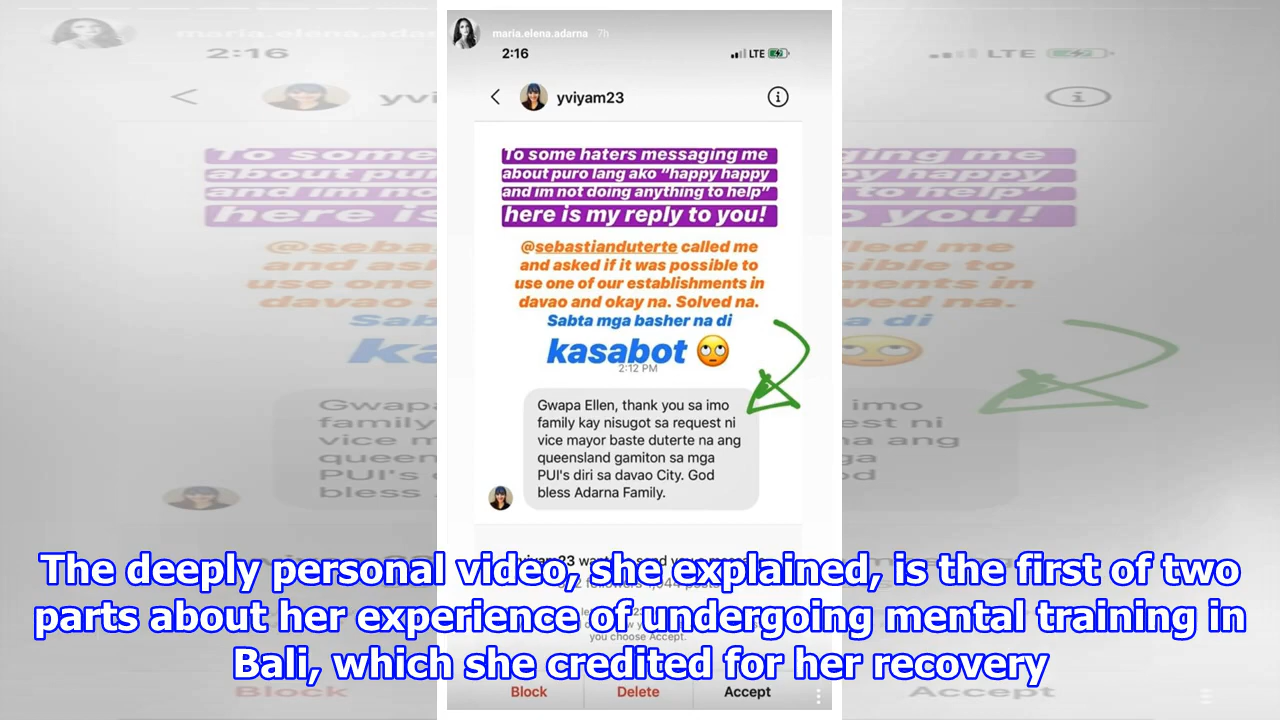 maria.elena.adarna 7h
2:16
LTE
yviyam23
To some haters messaging me
about puro lang ako “happy happy
and im not doing anything to help”
here is my reply to you!
@sebastianduterte called me
and asked if it was possible to
use one of our establishments in
davao and okay na. Solved na.
Sabta mga basher na di
kasabot 🙄
2:12 PM
Gwapa Ellen, thank you sa imo
family kay nisugot sa request ni
vice mayor baste duterte na ang
queensland gamiton sa mga
PUI's diri sa davao City. God
bless Adarna Family.
The deeply personal video, she explained, is the first of two
parts about her experience of undergoing mental training in
Bali, which she credited for her recovery
you choose Accept.
Block Delete Accept